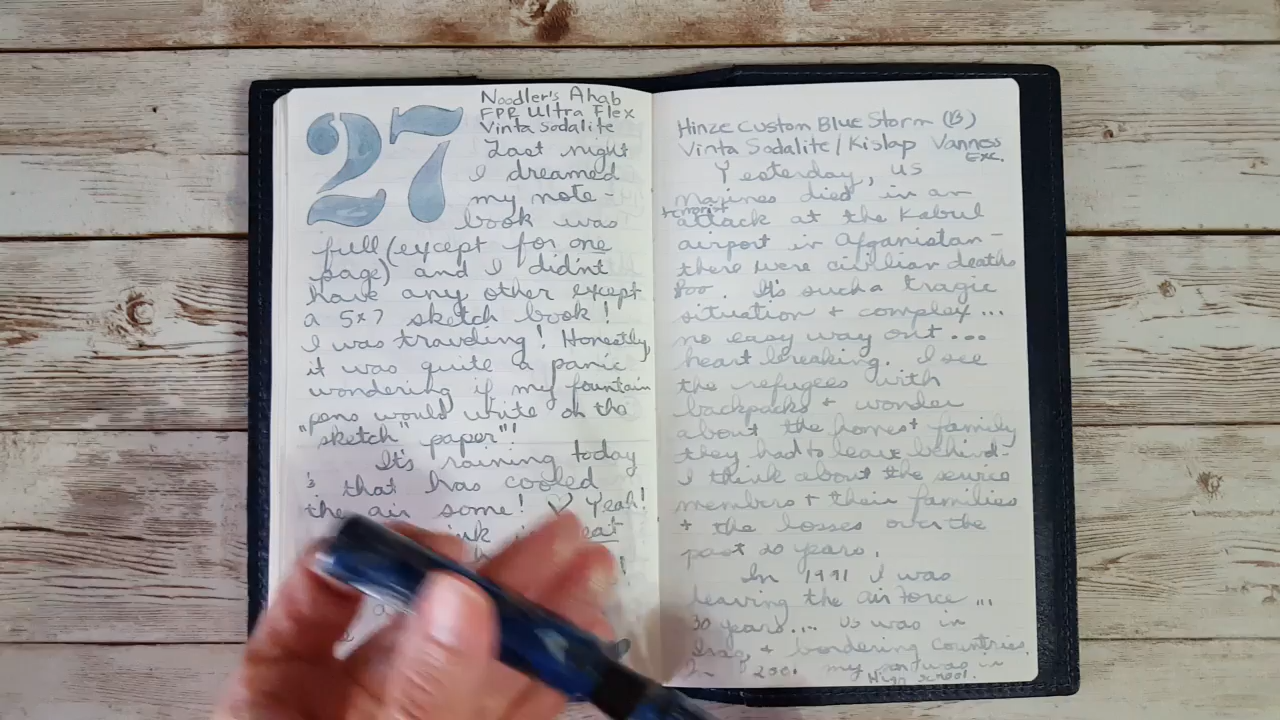 27
Noodler's Ahab
FPR Ultra Flex
Vinta Sodalite
Last night
I dreamed
my note-
book was
full (except for one
page) and I didn't
have any other except
a 5x7 sketch book!
I was traveling! Honestly,
it was quite a panic
wondering if my fountain
pens would write on the
"sketch" paper"!
It's raining today
& that has cooled
the air some! ♡ Yeah!
ink
Hinze Custom Blue Storm (B)
Vinta Sodalite / Kislap Vanness
Exc.
Yesterday, US
Marines died in an
terrorist
attack at the Kabul
airport in Afganistan -
there were civilian deaths
too. It's such a tragic
situation + complex...
no easy way out...
heart breaking. I see
the refugees with
backpacks + wonder
about the homes + family
they had to leave behind -
I think about the service
members + their families
+ the losses over the
past 20 years.
In 1991 I was
leaving the air Force ...
30 years.... US was in
Iraq + bordering countries.
In 2001 my son was in
High School.